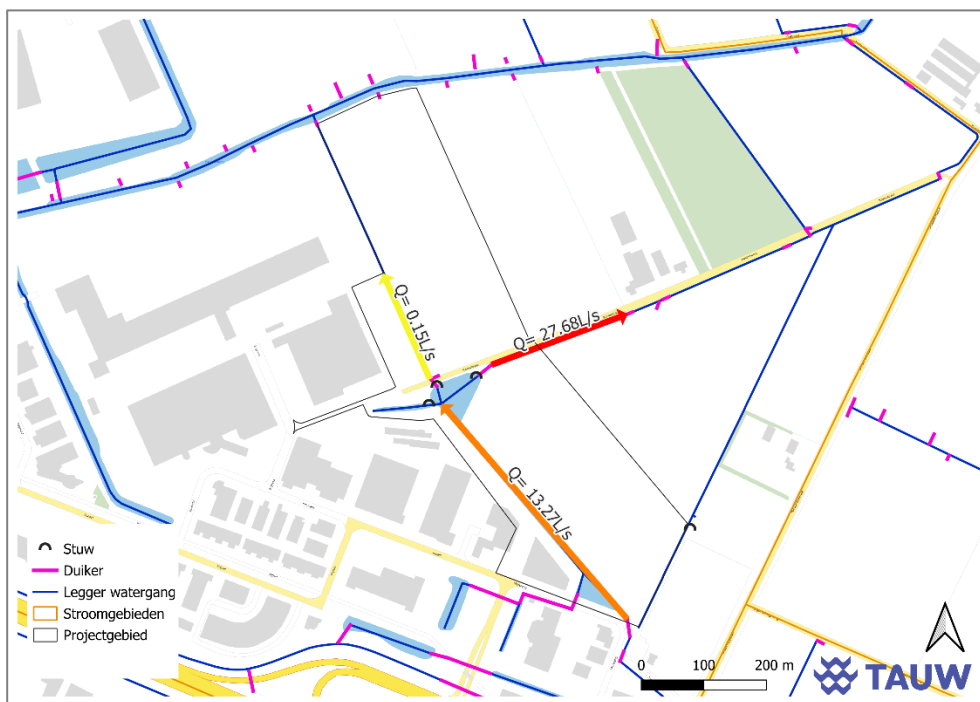 Q= 0.15L/s
Q= 27.68L/s
Q= 13.27L/s
Stuw
Duiker
Legger watergang
Stroomgebieden
Projectgebied
0 100 200 m
TAUW